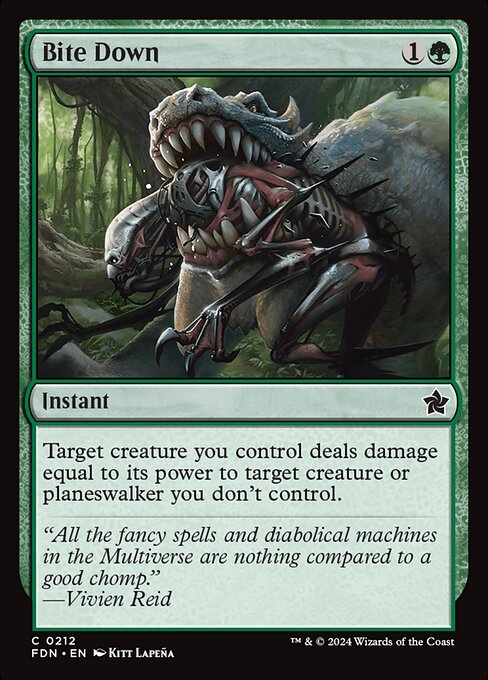 Bite Down 1
Instant
Target creature you control deals damage
equal to its power to target creature or
planeswalker you don't control.
“All the fancy spells and diabolical machines
in the Multiverse are nothing compared to a
good chomp.”
—Vivien Reid
C 0212
FDN • EN Kitt Lapeña
™ & © 2024 Wizards of the Coast